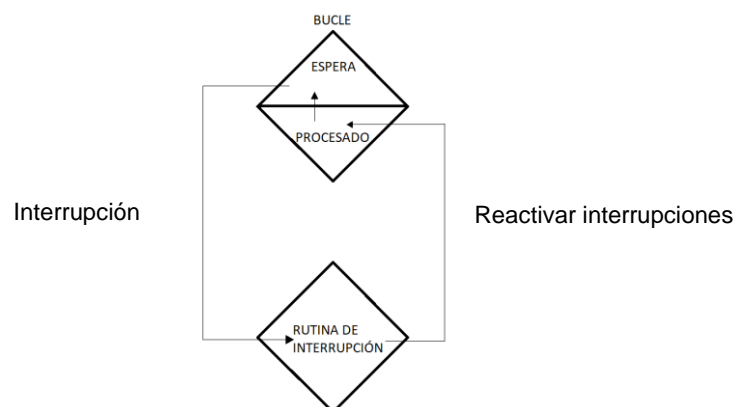 BUCLE
ESPERA
PROCESADO
Interrupción
Reactivar interrupciones
RUTINA DE
INTERRUPCIÓN